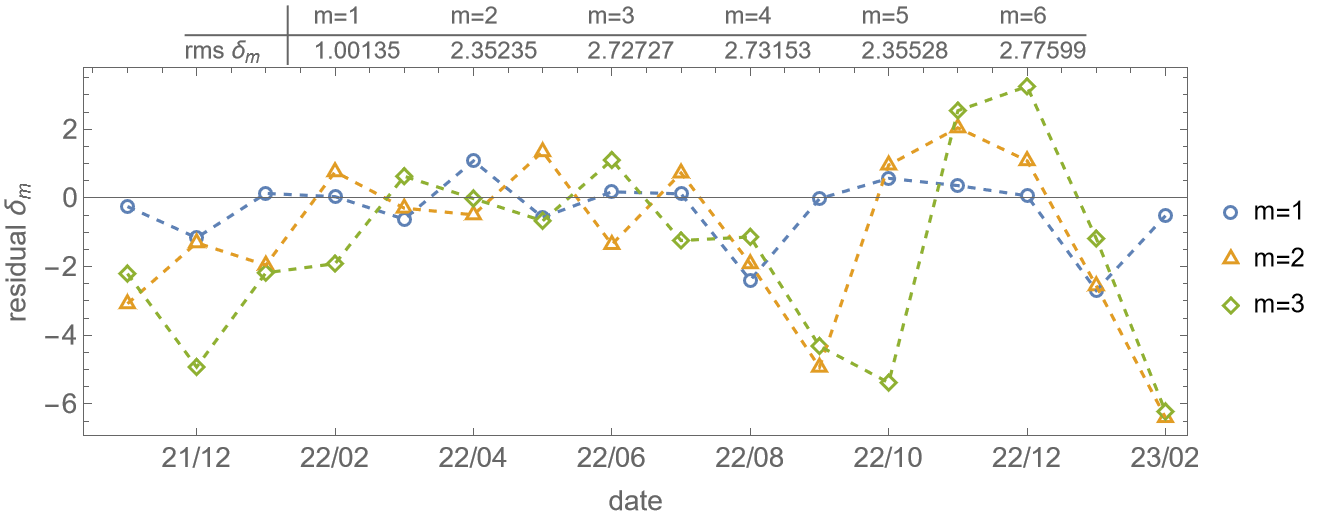 m=1 m=2 m=3 m=4 m=5 m=6
rms δm 1.00135 2.35235 2.72727 2.73153 2.35528 2.77599
2
0
−2
−4
−6
residual δm
21/12 22/02 22/04 22/06 22/08 22/10 22/12 23/02
date
m=1
m=2
m=3